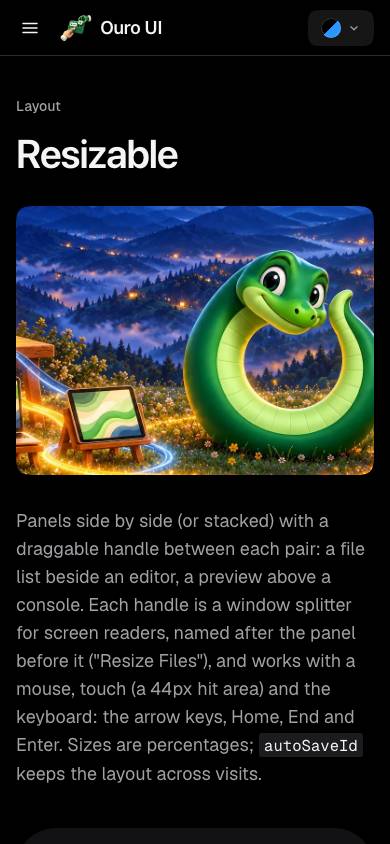 Ouro UI
Layout
Resizable
Panels side by side (or stacked) with a
draggable handle between each pair: a file
list beside an editor, a preview above a
console. Each handle is a window splitter
for screen readers, named after the panel
before it ("Resize Files"), and works with a
mouse, touch (a 44px hit area) and the
keyboard: the arrow keys, Home, End and
Enter. Sizes are percentages; autoSaveId
keeps the layout across visits.